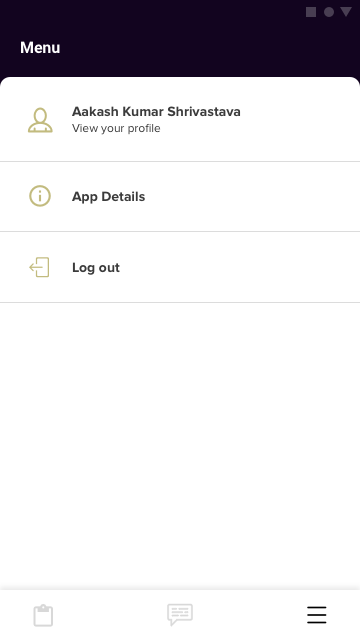 Menu
Aakash Kumar Shrivastava
View your profile
App Details
Log out